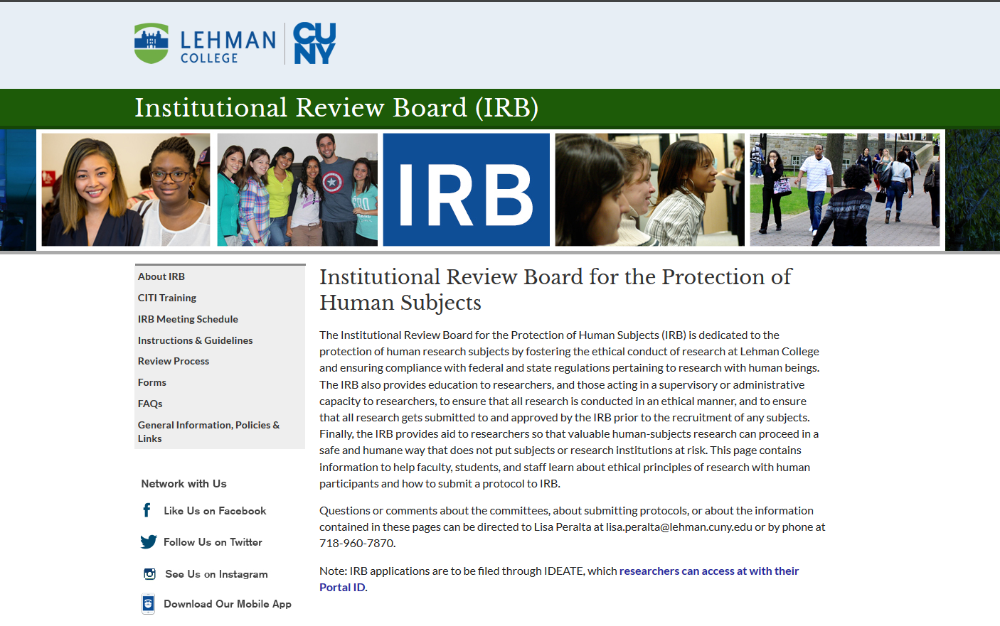 LEHMAN
COLLEGE
CU
NY
Institutional Review Board (IRB)
IRB
About IRB
CITI Training
IRB Meeting Schedule
Instructions & Guidelines
Review Process
Forms
FAQs
General Information, Policies &
Links
Network with Us
Like Us on Facebook
Follow Us on Twitter
See Us on Instagram
Download Our Mobile App
Institutional Review Board for the Protection of
Human Subjects
The Institutional Review Board for the Protection of Human Subjects (IRB) is dedicated to the
protection of human research subjects by fostering the ethical conduct of research at Lehman College
and ensuring compliance with federal and state regulations pertaining to research with human beings.
The IRB also provides education to researchers, and those acting in a supervisory or administrative
capacity to researchers, to ensure that all research is conducted in an ethical manner, and to ensure
that all research gets submitted to and approved by the IRB prior to the recruitment of any subjects.
Finally, the IRB provides aid to researchers so that valuable human-subjects research can proceed in a
safe and humane way that does not put subjects or research institutions at risk. This page contains
information to help faculty, students, and staff learn about ethical principles of research with human
participants and how to submit a protocol to IRB.
Questions or comments about the committees, about submitting protocols, or about the information
contained in these pages can be directed to Lisa Peralta at lisa.peralta@lehman.cuny.edu or by phone at
718-960-7870.
Note: IRB applications are to be filed through IDEATE, which researchers can access at with their
Portal ID.